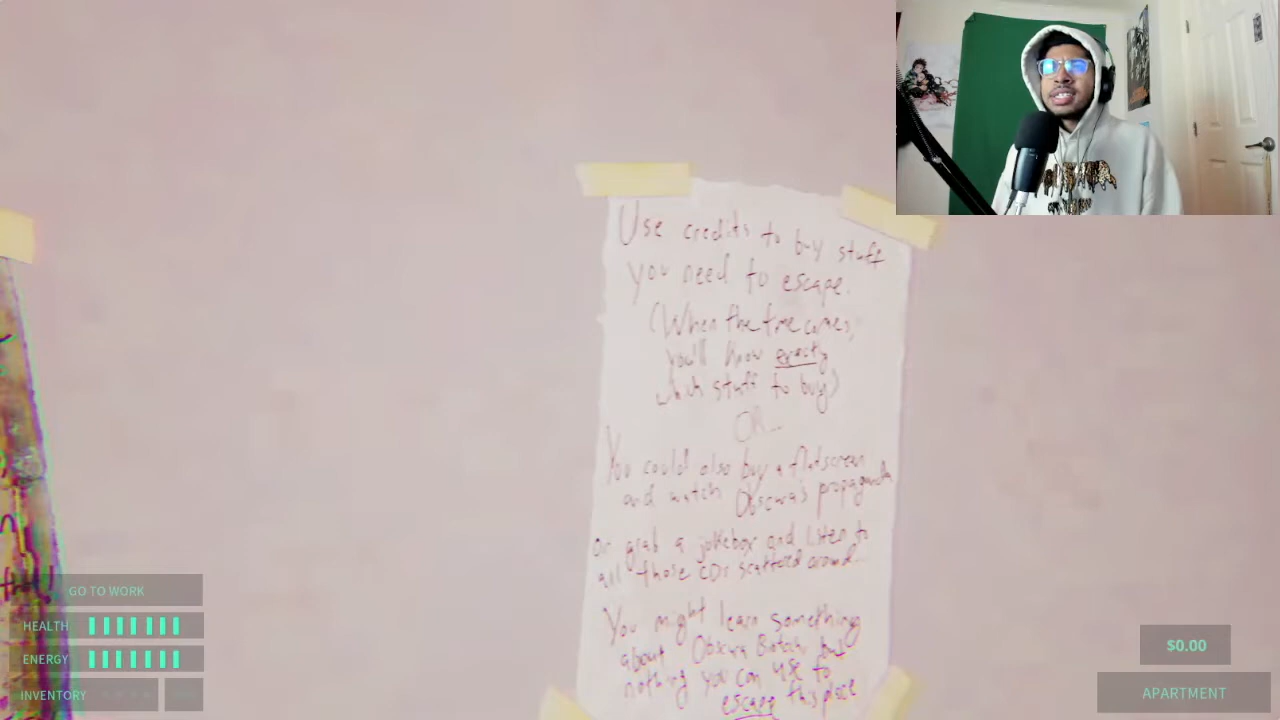 Use credits to buy stuff
you need to escape.
(When the time comes,
you'll know exactly
which stuff to buy)
OR...
You could also buy a flatscreen
and watch Obscura's propaganda
or grab a jukebox and listen to
all those CDs scattered around...
You might learn something
about Obscura Biotech, but
nothing you can use to
escape this place
GO TO WORK
HEALTH
ENERGY
INVENTORY
$0.00
APARTMENT